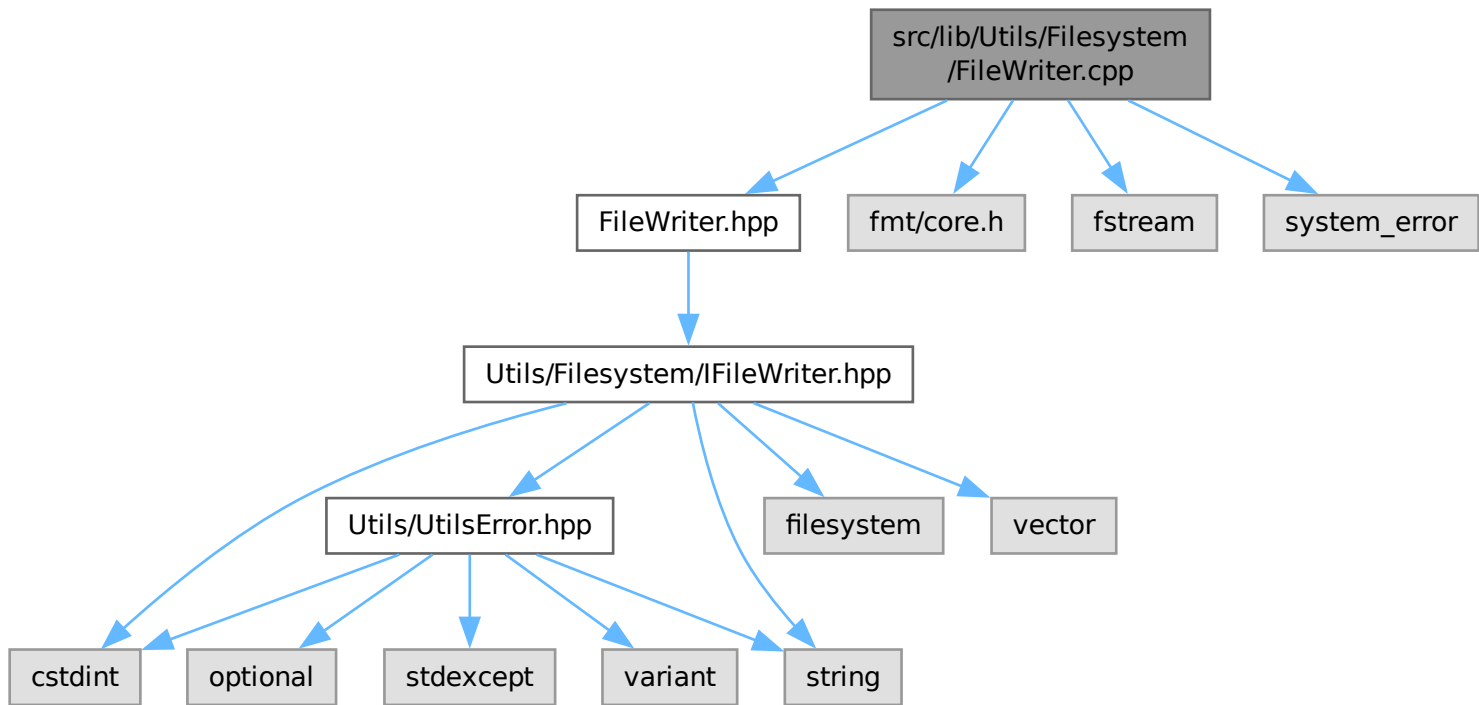 src/lib/Utils/Filesystem
/FileWriter.cpp
FileWriter.hpp
fmt/core.h
fstream
system_error
Utils/Filesystem/IFileWriter.hpp
Utils/UtilsError.hpp
filesystem
vector
cstdint
optional
stdexcept
variant
string